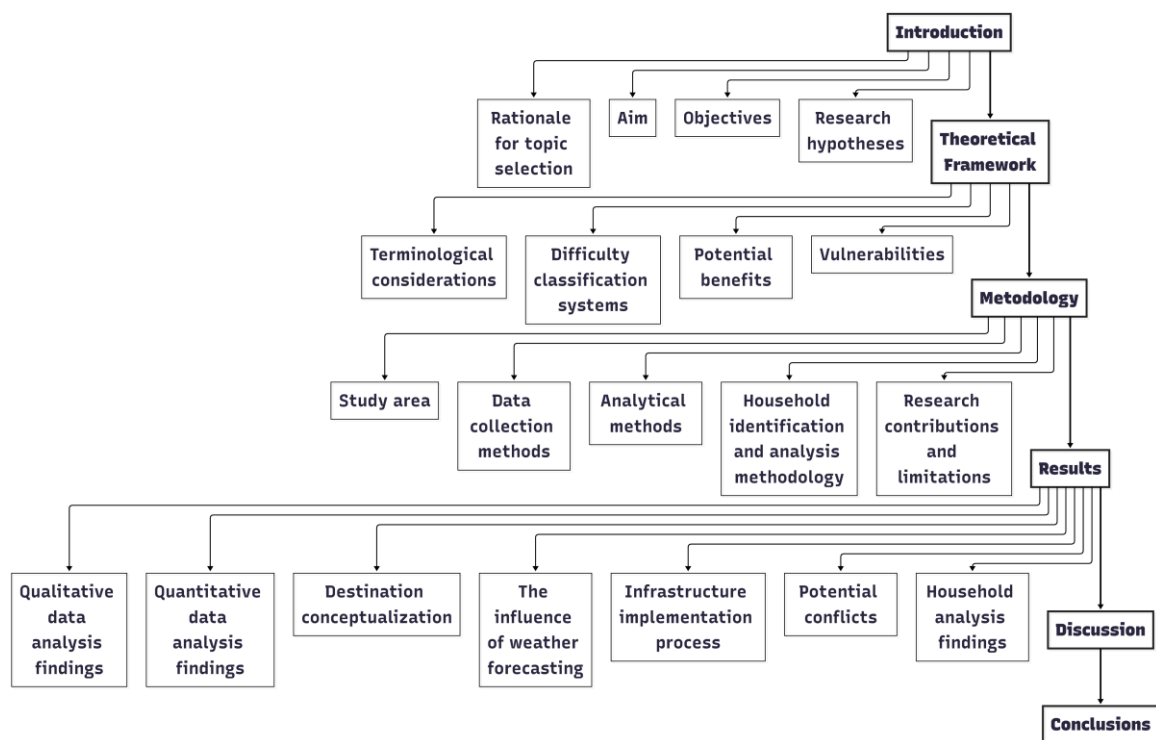 Introduction
Rationale
for topic
selection
Aim
Objectives
Research
hypotheses
Theoretical
Framework
Terminological
considerations
Difficulty
classification
systems
Potential
benefits
Vulnerabilities
Metodology
Study area
Data
collection
methods
Analytical
methods
Household
identification
and analysis
methodology
Research
contributions
and
limitations
Results
Qualitative
data
analysis
findings
Quantitative
data
analysis
findings
Destination
conceptualization
The
influence
of weather
forecasting
Infrastructure
implementation
process
Potential
conflicts
Household
analysis
findings
Discussion
Conclusions